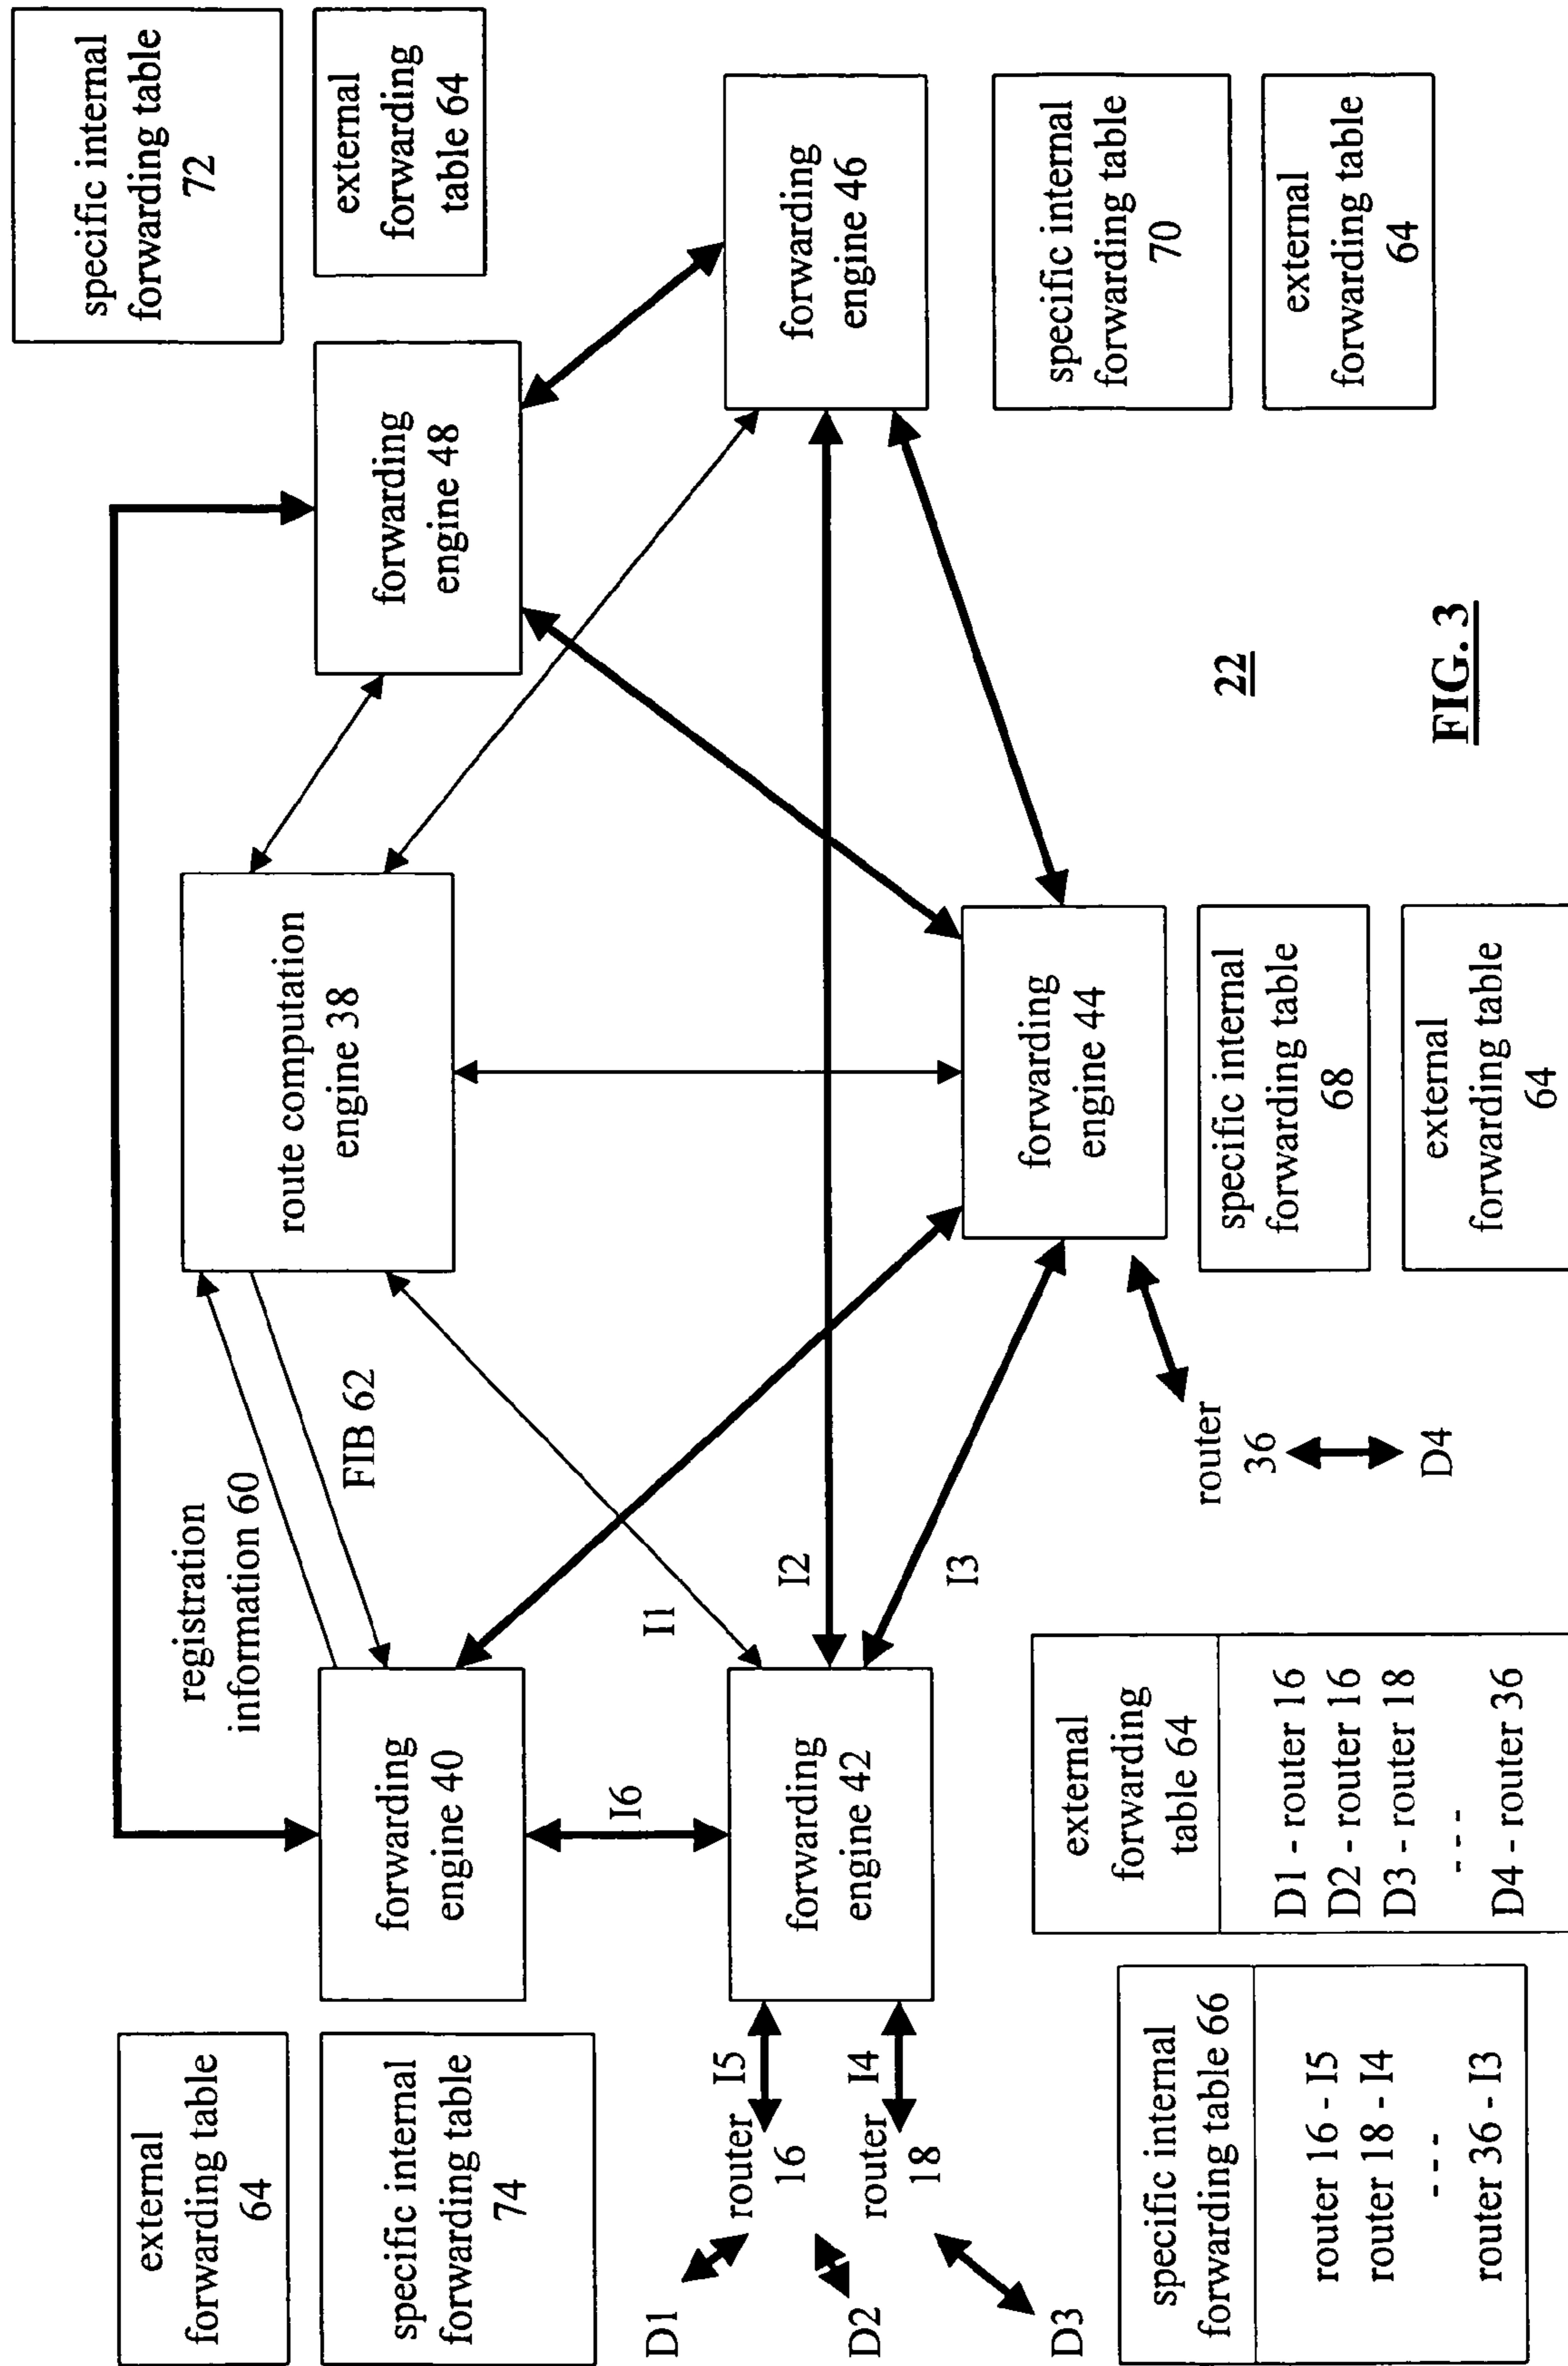 external
forwarding table
64
specific internal
forwarding table
74
registration
information 60
FIB 62
route computation
engine 38
specific internal
forwarding table
72
external
forwarding
table 64
forwarding
engine 40
forwarding
engine 48
I6
I1
forwarding
engine 42
I2
I3
I5
router
16
I4
router
18
D1
D2
D3
forwarding
engine 46
forwarding
engine 44
router
36
D4
specific internal
forwarding table
70
external
forwarding table
64
specific internal
forwarding table
68
external
forwarding table
64
specific internal
forwarding table 66
router 16 - I5
router 18 - I4
- - - -
router 36 - I3
external
forwarding
table 64
D1 - router 16
D2 - router 16
D3 - router 18
- - -
D4 - router 36
22
FIG. 3